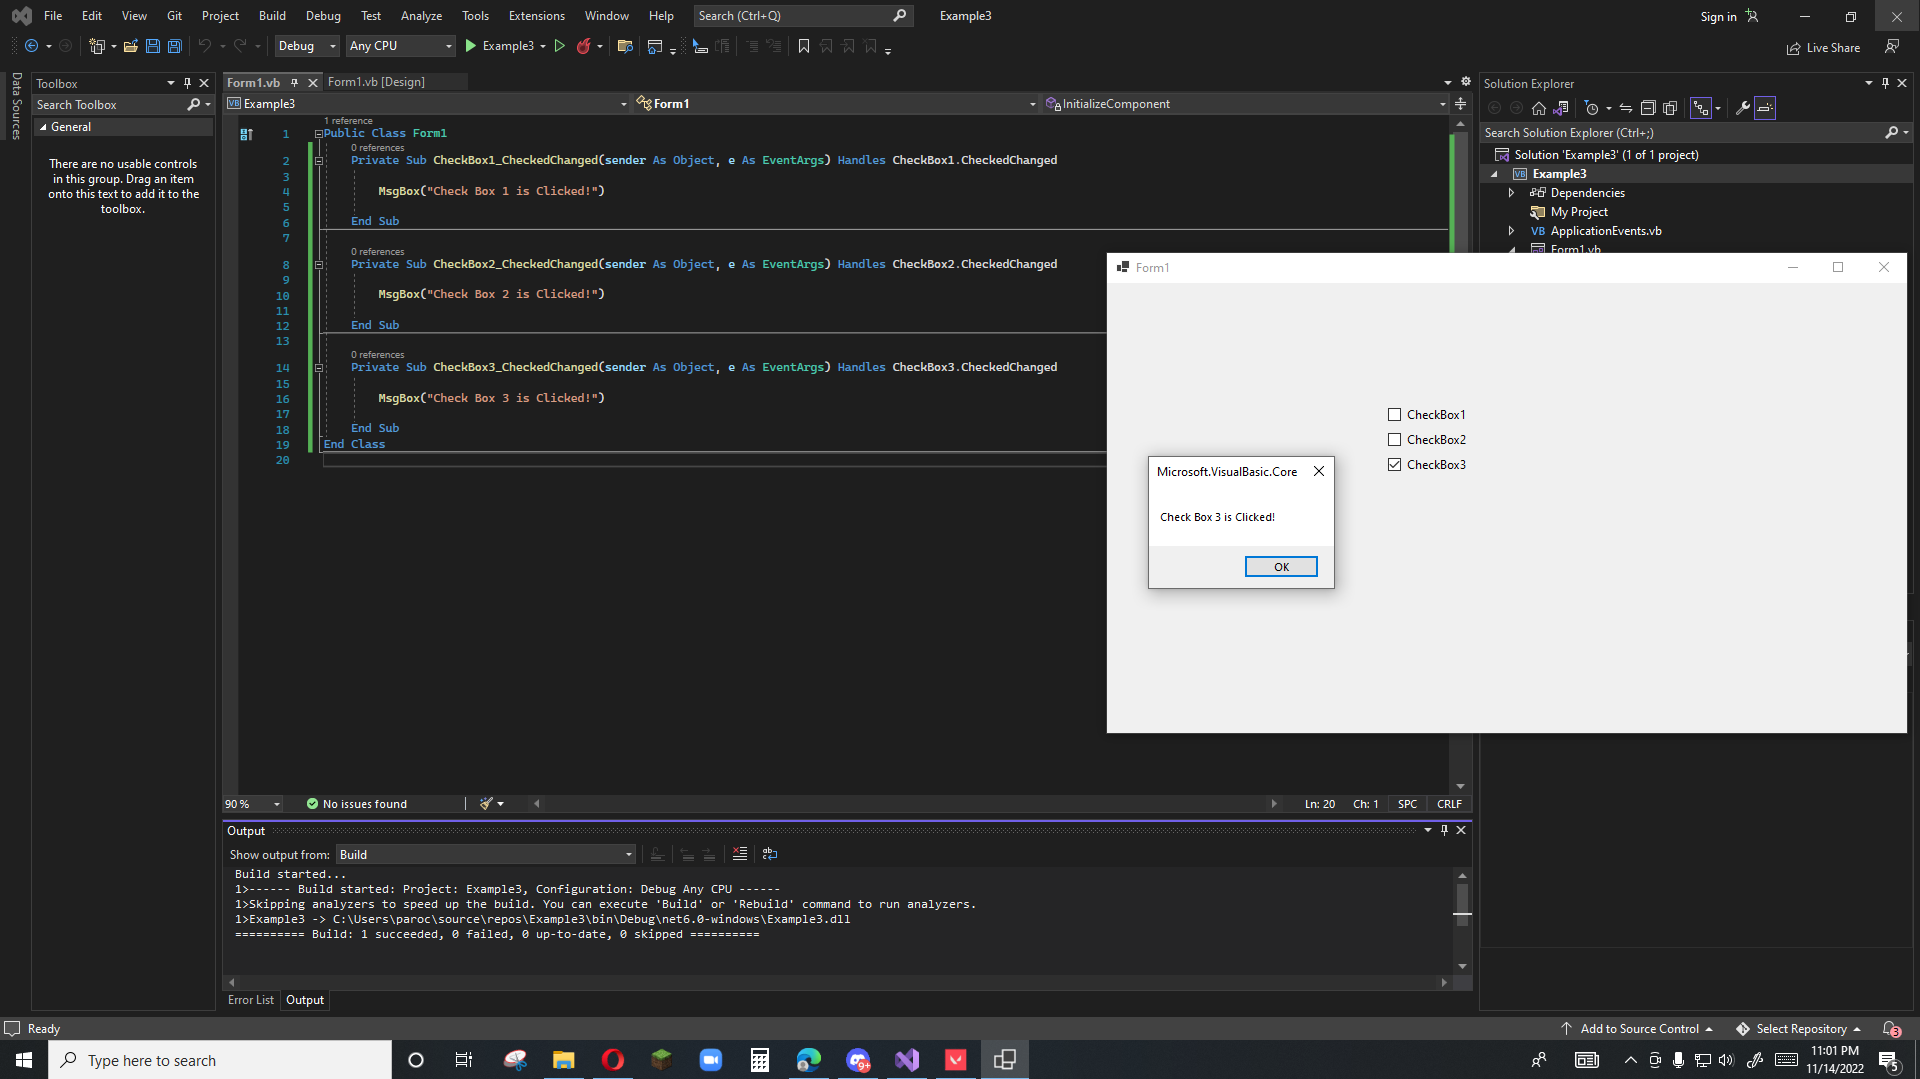 File Edit View Git Project Build Debug Test Analyze Tools Extensions Window Help Search (Ctrl+Q) Example3 Sign in
Debug Any CPU Example3 Live Share
Data Sources
Toolbox
Search Toolbox
General
There are no usable controls
in this group. Drag an item
onto this text to add it to the
toolbox.
Form1.vb Form1.vb [Design]
VB Example3 Form1 InitializeComponent
1 reference
1 Public Class Form1
0 references
2 Private Sub CheckBox1_CheckedChanged(sender As Object, e As EventArgs) Handles CheckBox1.CheckedChanged
3
4 MsgBox("Check Box 1 is Clicked!")
5
6 End Sub
7
0 references
8 Private Sub CheckBox2_CheckedChanged(sender As Object, e As EventArgs) Handles CheckBox2.CheckedChanged
9
10 MsgBox("Check Box 2 is Clicked!")
11
12 End Sub
13
0 references
14 Private Sub CheckBox3_CheckedChanged(sender As Object, e As EventArgs) Handles CheckBox3.CheckedChanged
15
16 MsgBox("Check Box 3 is Clicked!")
17
18 End Sub
19 End Class
20
90 % No issues found Ln: 20 Ch: 1 SPC CRLF
Solution Explorer
Search Solution Explorer (Ctrl+;)
Solution 'Example3' (1 of 1 project)
VB Example3
Dependencies
My Project
VB ApplicationEvents.vb
Form1.vb
Form1
CheckBox1
CheckBox2
CheckBox3
Microsoft.VisualBasic.Core
Check Box 3 is Clicked!
OK
Output
Show output from: Build
Build started...
1>------ Build started: Project: Example3, Configuration: Debug Any CPU ------
1>Skipping analyzers to speed up the build. You can execute 'Build' or 'Rebuild' command to run analyzers.
1>Example3 -> C:\Users\paroc\source\repos\Example3\bin\Debug\net6.0-windows\Example3.dll
========== Build: 1 succeeded, 0 failed, 0 up-to-date, 0 skipped ==========
Error List Output
Ready Add to Source Control Select Repository 3
Type here to search 9+ 11:01 PM
11/14/2022 5